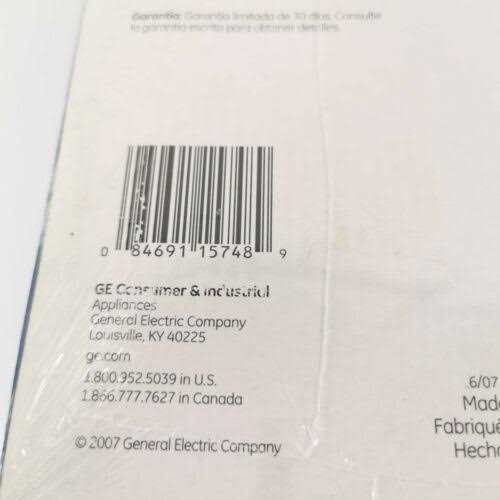 Garantía: Garantía limitada de 30 días. Consulte
la garantía escrita para obtener detalles.
0 84691 15748 9
GE Consumer & Industrial
Appliances
General Electric Company
Louisville, KY 40225
ge.com
1.800.952.5039 in U.S.
1.866.777.7627 in Canada
6/07
Made
Fabriqué
Hecho
© 2007 General Electric Company